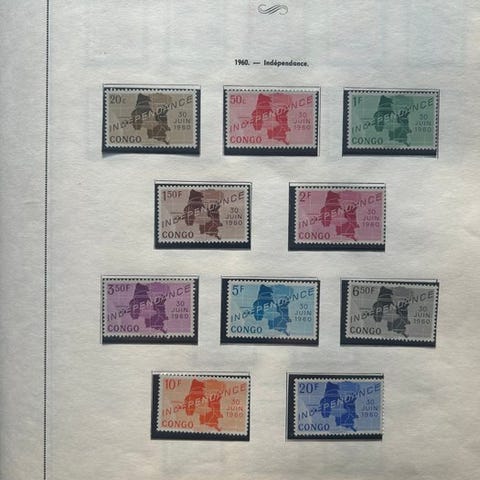 1960. — Indépendance.
20c
INDEPENDANCE
30
JUIN
1960
CONGO
50c
INDEPENDANCE
30
JUIN
1960
CONGO
1F
INDEPENDANCE
30
JUIN
1960
CONGO
1,50F
INDEPENDANCE
30
JUIN
1960
CONGO
2F
INDEPENDANCE
30
JUIN
1960
CONGO
3,50F
INDEPENDANCE
30
JUIN
1960
CONGO
5F
INDEPENDANCE
30
JUIN
1960
CONGO
6,50F
INDEPENDANCE
30
JUIN
1960
CONGO
10F
INDEPENDANCE
30
JUIN
1960
CONGO
20F
INDEPENDANCE
30
JUIN
1960
CONGO